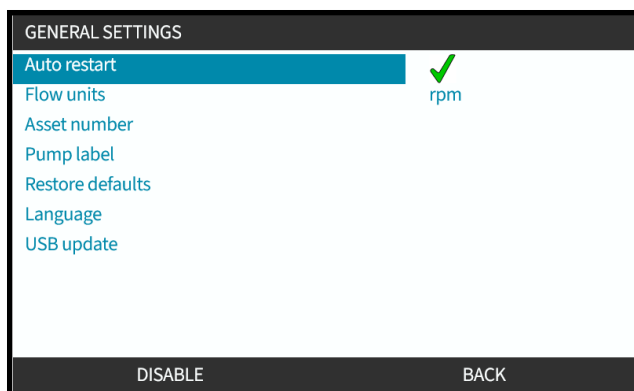 GENERAL SETTINGS
Auto restart
Flow units rpm
Asset number
Pump label
Restore defaults
Language
USB update
DISABLE BACK